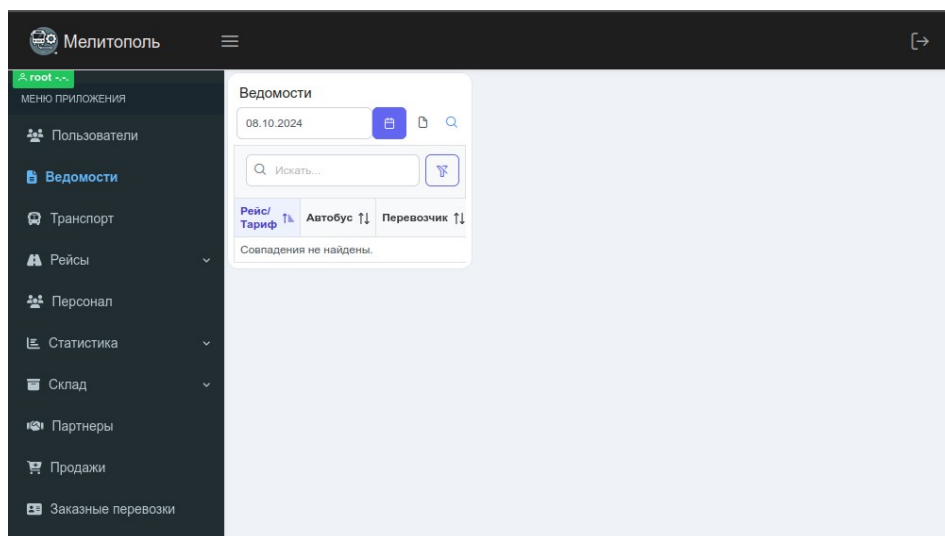 Мелитополь
root -.-.
МЕНЮ ПРИЛОЖЕНИЯ
Пользователи
Ведомости
Транспорт
Рейсы
Персонал
Статистика
Склад
Партнеры
Продажи
Заказные перевозки
Ведомости
08.10.2024
Искать...
Рейс/
Тариф
Автобус
Перевозчик
Совпадения не найдены.